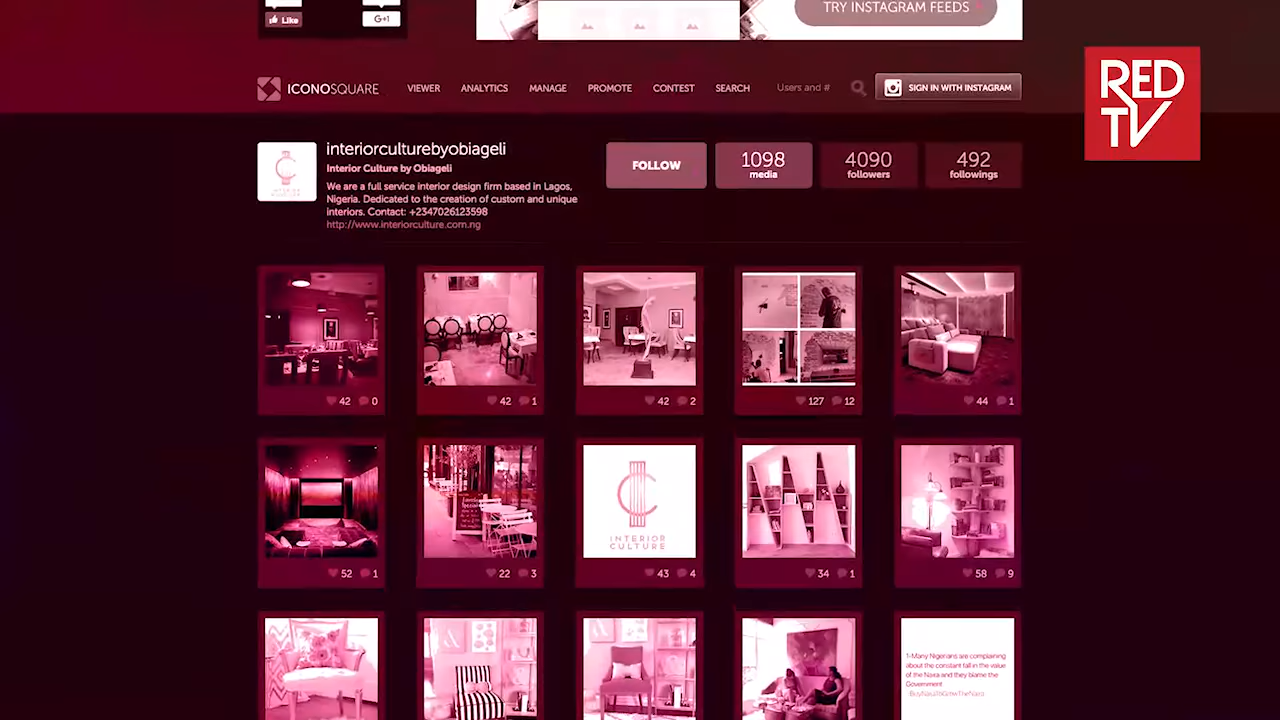 Like
G+1
TRY INSTAGRAM FEEDS
RED
TV
ICONOSQUARE
VIEWER
ANALYTICS
MANAGE
PROMOTE
CONTEST
SEARCH
Users and #
SIGN IN WITH INSTAGRAM
interiorculturebyobiageli
Interior Culture by Obiageli
We are a full service interior design firm based in Lagos,
Nigeria. Dedicated to the creation of custom and unique
interiors. Contact: +2347026123598
http://www.interiorculture.com.ng
FOLLOW
1098
media
4090
followers
492
followings
42 0
42 1
42 2
127 12
44 1
INTERIOR
CULTURE
52 1
22 3
43 4
34 1
58 9
1-Many Nigerians are complaining
about the constant fall in the value
of the Naira and they blame the
Government